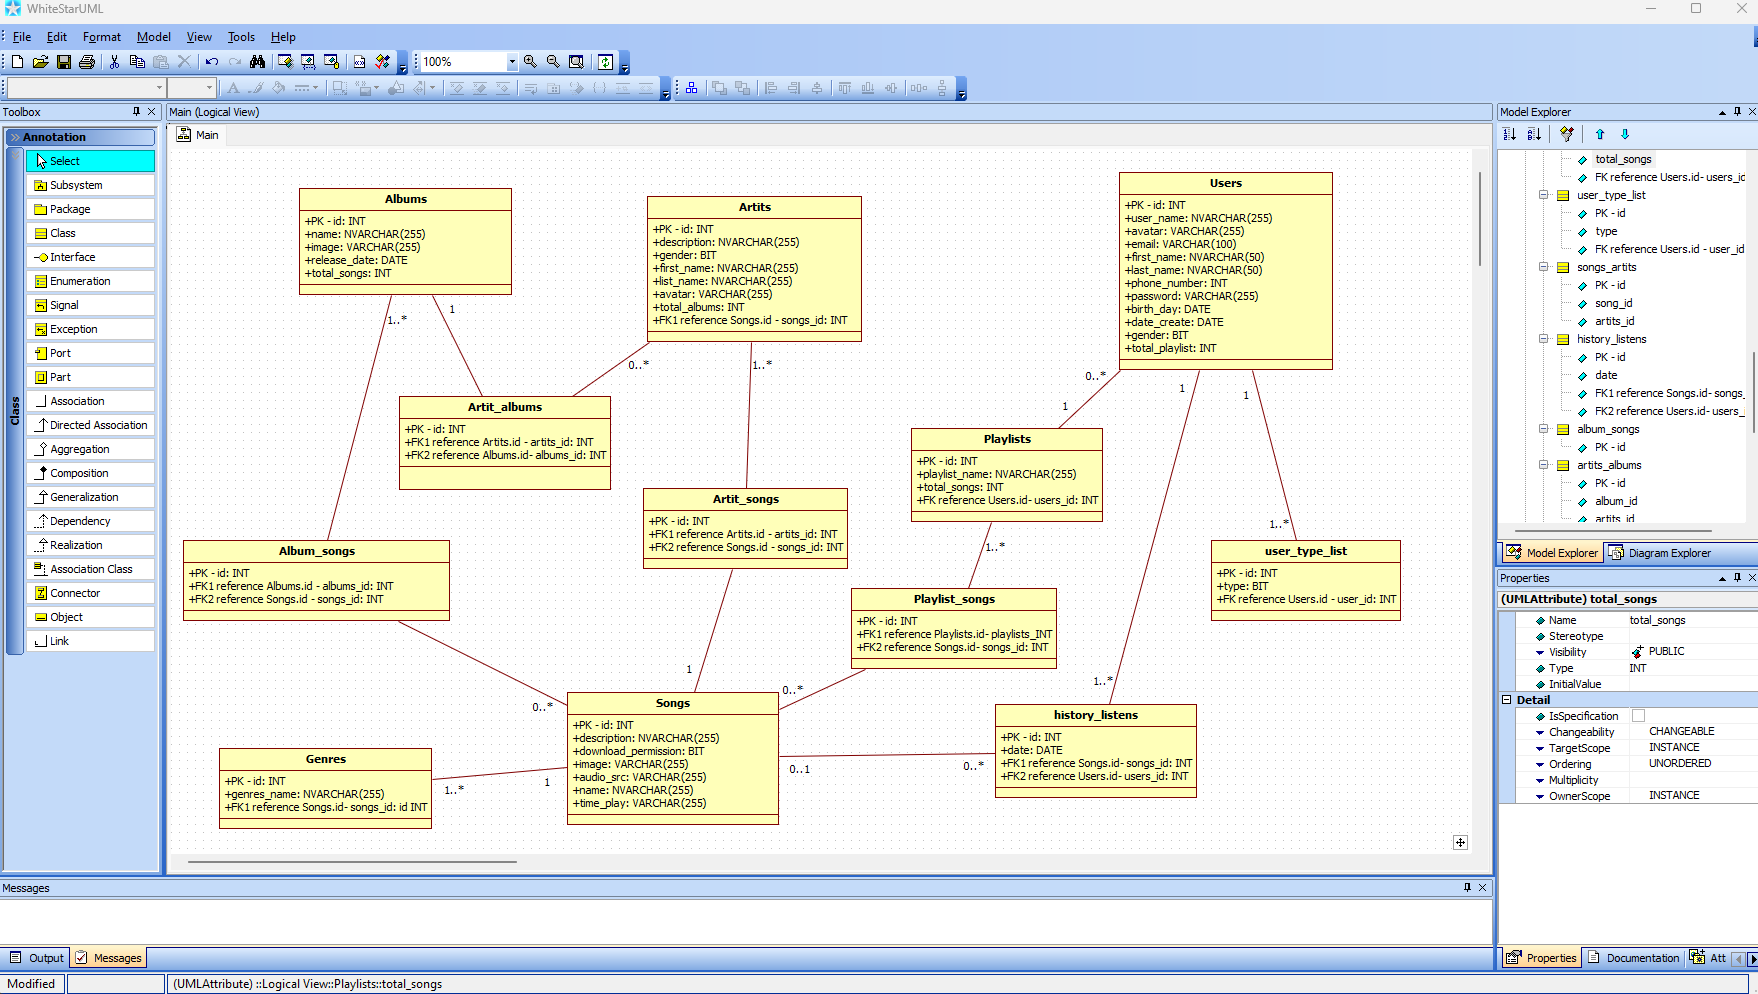 WhiteStarUML
File Edit Format Model View Tools Help
100%
Toolbox
Annotation
Select
Subsystem
Package
Class
Interface
Enumeration
Signal
Exception
Port
Part
Association
Directed Association
Aggregation
Composition
Generalization
Dependency
Realization
Association Class
Connector
Object
Link
Class
Main (Logical View)
Main
Albums
+PK - id: INT
+name: NVARCHAR(255)
+image: VARCHAR(255)
+release_date: DATE
+total_songs: INT
1..*
1
Artits
+PK - id: INT
+description: NVARCHAR(255)
+gender: BIT
+first_name: NVARCHAR(255)
+list_name: NVARCHAR(255)
+avatar: VARCHAR(255)
+total_albums: INT
+FK1 reference Songs.id - songs_id: INT
0..*
1..*
Users
+PK - id: INT
+user_name: NVARCHAR(255)
+avatar: VARCHAR(255)
+email: VARCHAR(100)
+first_name: NVARCHAR(50)
+last_name: NVARCHAR(50)
+phone_number: INT
+password: VARCHAR(255)
+birth_day: DATE
+date_create: DATE
+gender: BIT
+total_playlist: INT
0..*
1
1
1
Artit_albums
+PK - id: INT
+FK1 reference Artits.id - artits_id: INT
+FK2 reference Albums.id- albums_id: INT
Playlists
+PK - id: INT
+playlist_name: NVARCHAR(255)
+total_songs: INT
+FK reference Users.id- users_id: INT
1..*
Artit_songs
+PK - id: INT
+FK1 reference Artits.id - artits_id: INT
+FK2 reference Songs.id - songs_id: INT
1
Album_songs
+PK - id: INT
+FK1 reference Albums.id - albums_id: INT
+FK2 reference Songs.id - songs_id: INT
0..*
1..*
user_type_list
+PK - id: INT
+type: BIT
+FK reference Users.id - user_id: INT
Playlist_songs
+PK - id: INT
+FK1 reference Playlists.id- playlists_INT
+FK2 reference Songs.id- songs_id: INT
0..*
1..*
Songs
+PK - id: INT
+description: NVARCHAR(255)
+download_permission: BIT
+image: VARCHAR(255)
+audio_src: VARCHAR(255)
+name: NVARCHAR(255)
+time_play: VARCHAR(255)
0..1
0..*
history_listens
+PK - id: INT
+date: DATE
+FK1 reference Songs.id- songs_id: INT
+FK2 reference Users.id- users_id: INT
Genres
+PK - id: INT
+genres_name: NVARCHAR(255)
+FK1 reference Songs.id- songs_id: id INT
1..*
1
Model Explorer
total_songs
FK reference Users.id- users_id
user_type_list
PK - id
type
FK reference Users.id - user_id
songs_artits
PK - id
song_id
artits_id
history_listens
PK - id
date
FK1 reference Songs.id- songs_
FK2 reference Users.id- users_
album_songs
PK - id
artits_albums
PK - id
album_id
artits_id
Model Explorer Diagram Explorer
Properties
(UMLAttribute) total_songs
Name total_songs
Stereotype
Visibility PUBLIC
Type INT
InitialValue
Detail
IsSpecification
Changeability CHANGEABLE
TargetScope INSTANCE
Ordering UNORDERED
Multiplicity
OwnerScope INSTANCE
Properties Documentation Att
Messages
Output Messages
Modified
(UMLAttribute) ::Logical View::Playlists::total_songs